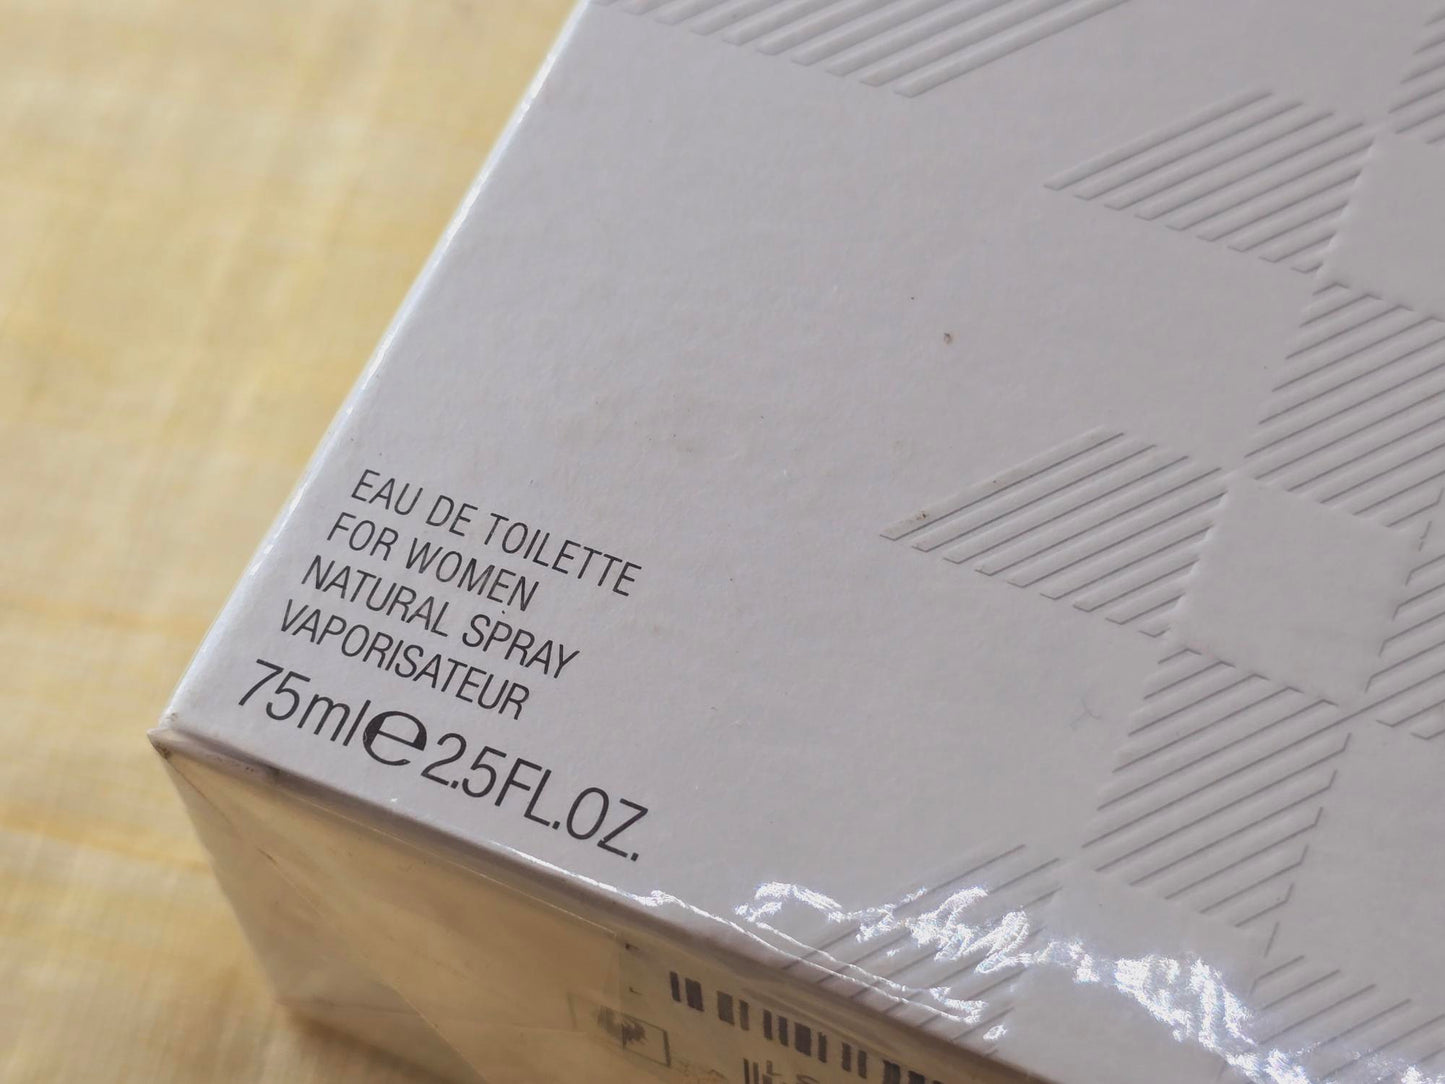 EAU DE TOILETTE
FOR WOMEN
NATURAL SPRAY
VAPORISATEUR
75ml℮2.5FL.OZ.